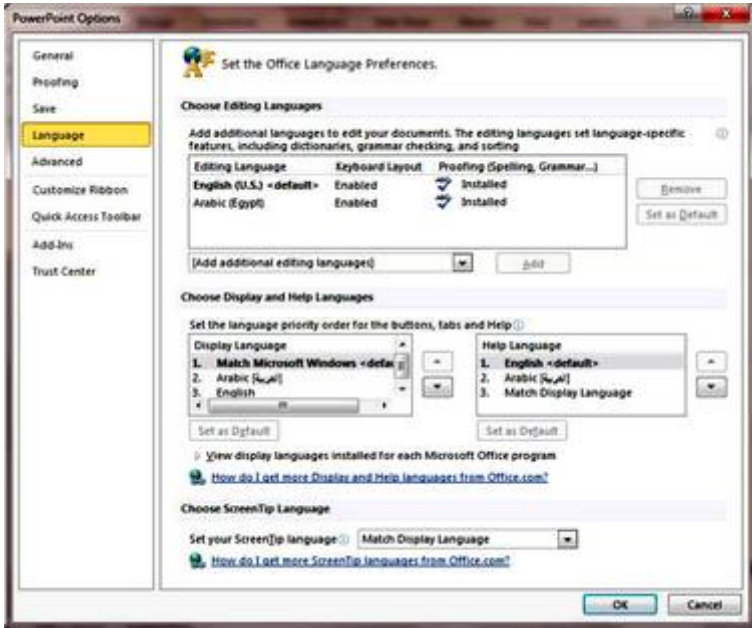 PowerPoint Options
General
Proofing
Save
Language
Advanced
Customize Ribbon
Quick Access Toolbar
Add-Ins
Trust Center
Set the Office Language Preferences.
Choose Editing Languages
Add additional languages to edit your documents. The editing languages set language-specific
features, including dictionaries, grammar checking, and sorting
Editing Language Keyboard Layout Proofing (Spelling, Grammar...)
English (U.S.) <default> Enabled Installed
Arabic (Egypt) Enabled Installed
Remove
Set as Default
[Add additional editing languages] Add
Choose Display and Help Languages
Set the language priority order for the buttons, tabs and Help
Display Language
1. Match Microsoft Windows <defau
2. Arabic [العربية]
3. English
Set as Default
Help Language
1. English <default>
2. Arabic [العربية]
3. Match Display Language
Set as Default
View display languages installed for each Microsoft Office program
How do I get more Display and Help languages from Office.com?
Choose ScreenTip Language
Set your ScreenTip language Match Display Language
How do I get more ScreenTip languages from Office.com?
OK Cancel